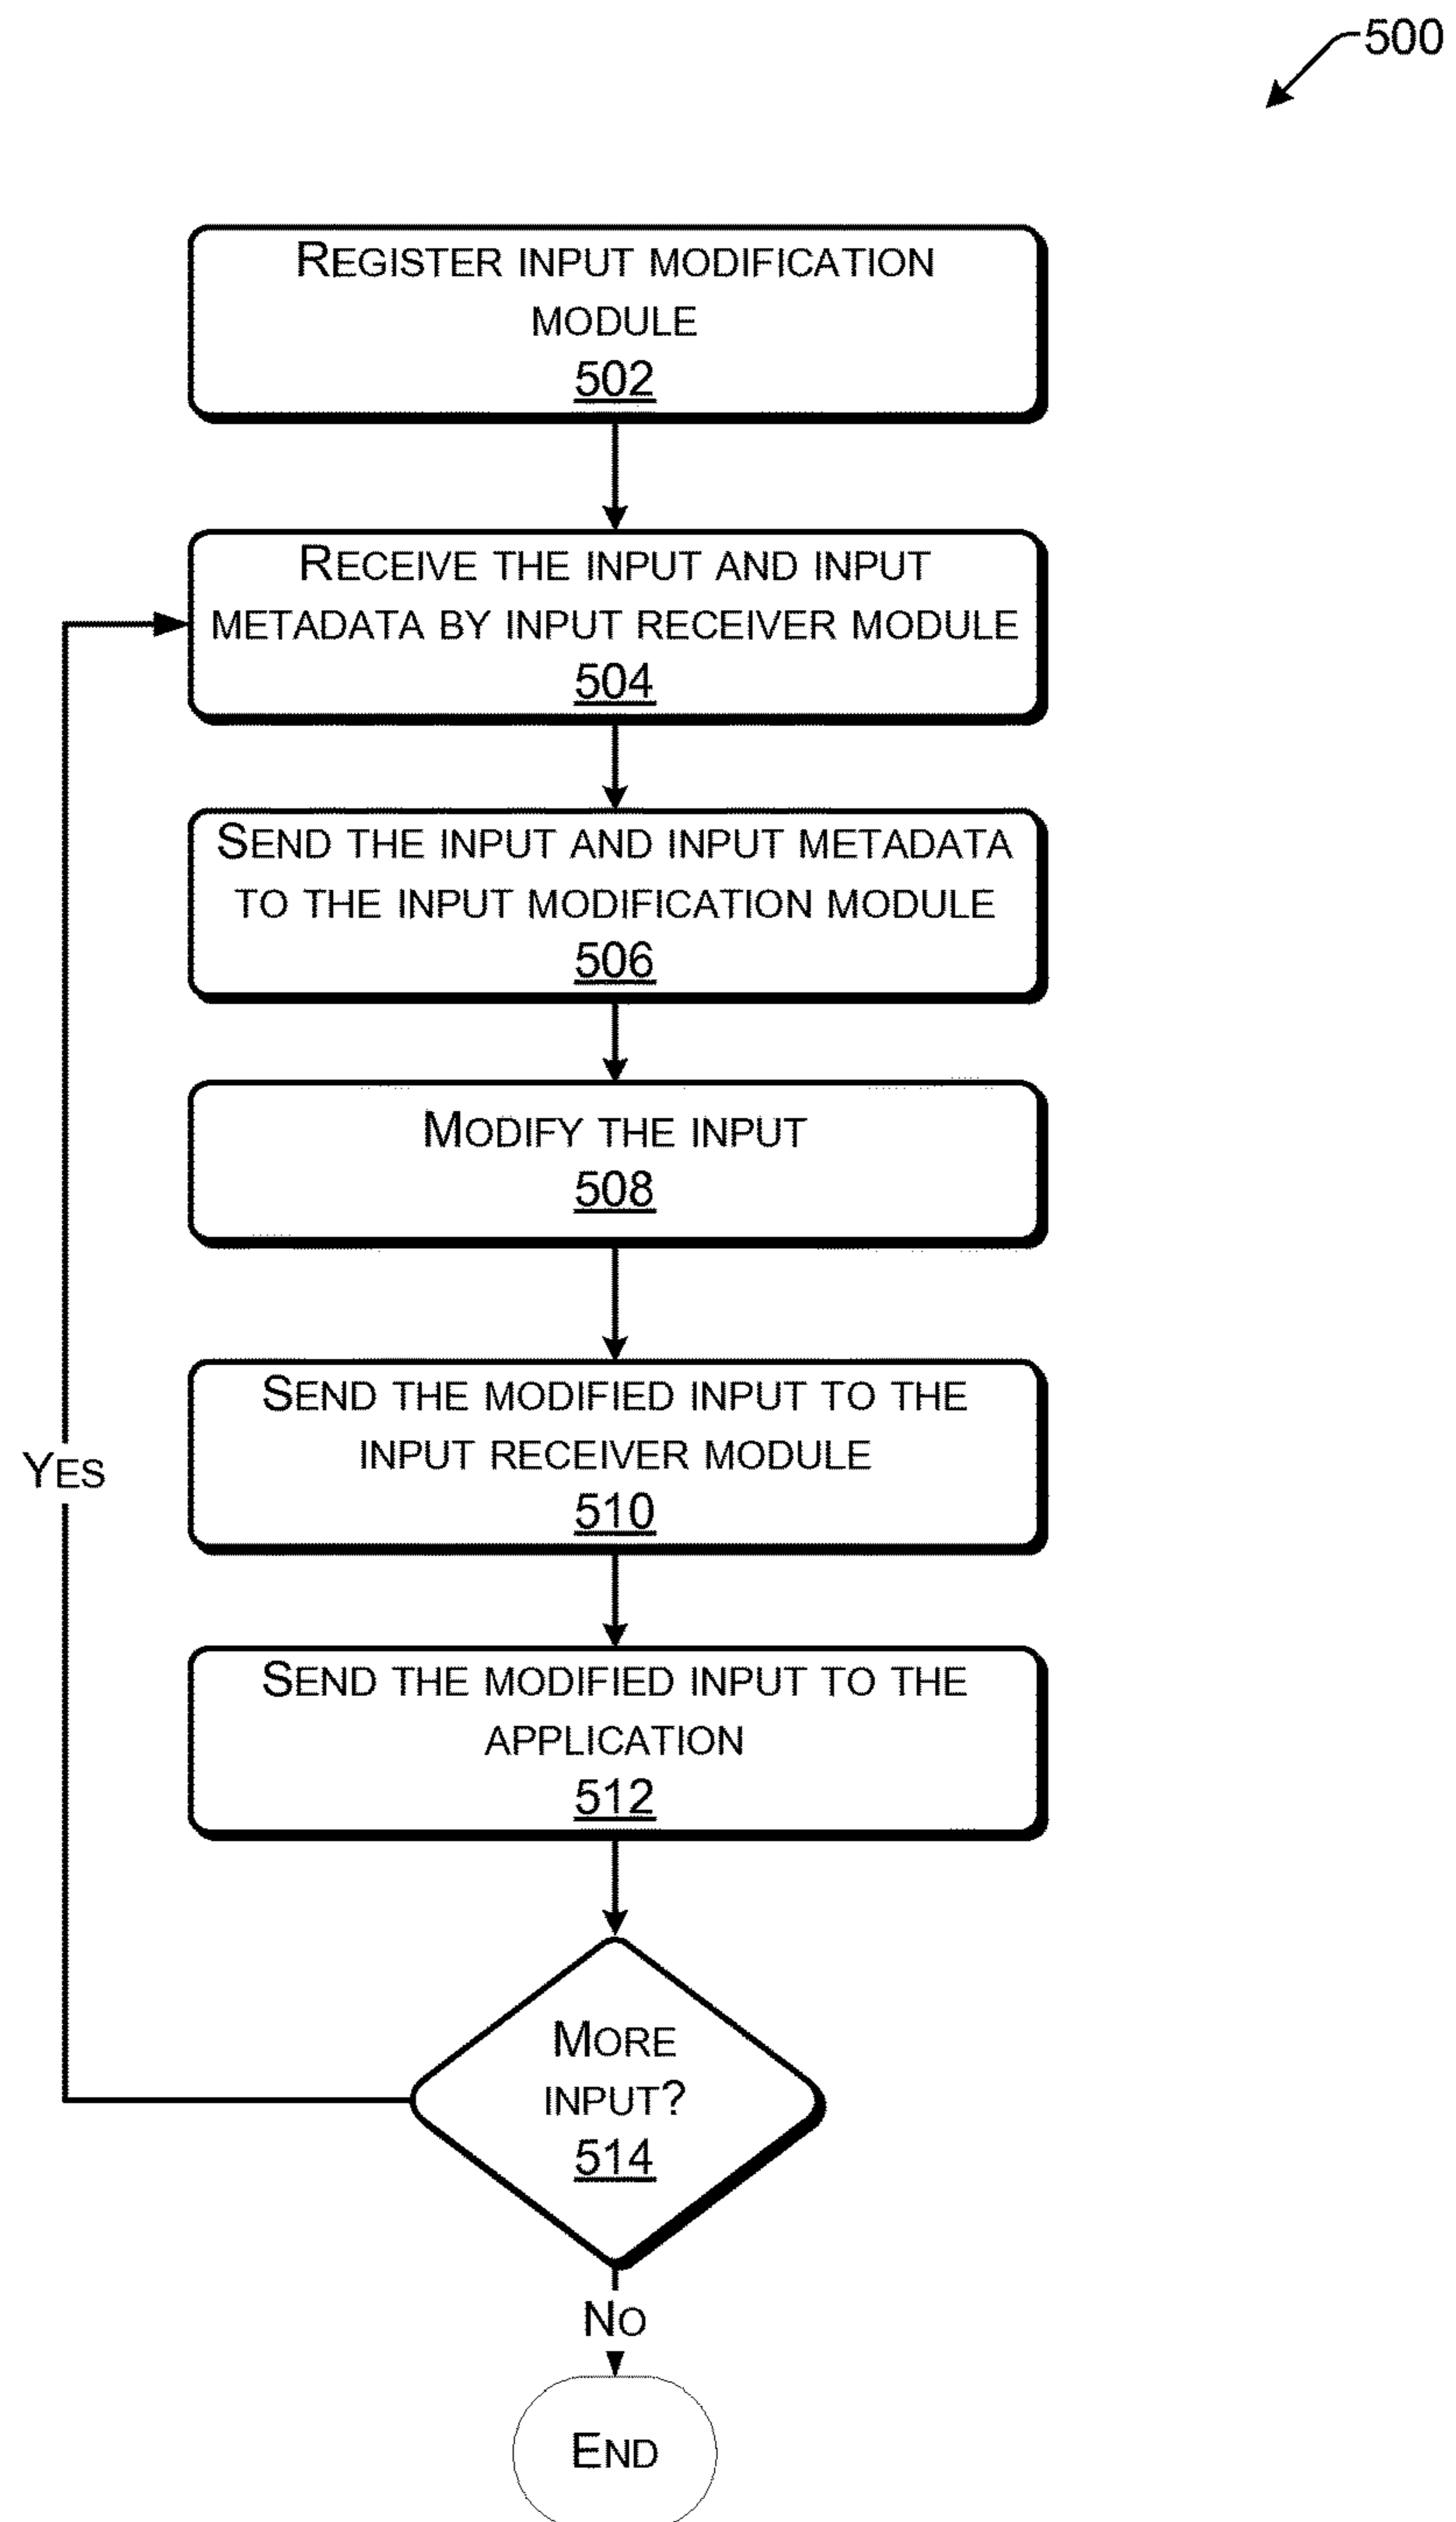 500
REGISTER INPUT MODIFICATION
MODULE
502
RECEIVE THE INPUT AND INPUT
METADATA BY INPUT RECEIVER MODULE
504
SEND THE INPUT AND INPUT METADATA
TO THE INPUT MODIFICATION MODULE
506
MODIFY THE INPUT
508
SEND THE MODIFIED INPUT TO THE
INPUT RECEIVER MODULE
510
YES
SEND THE MODIFIED INPUT TO THE
APPLICATION
512
MORE
INPUT?
514
NO
END